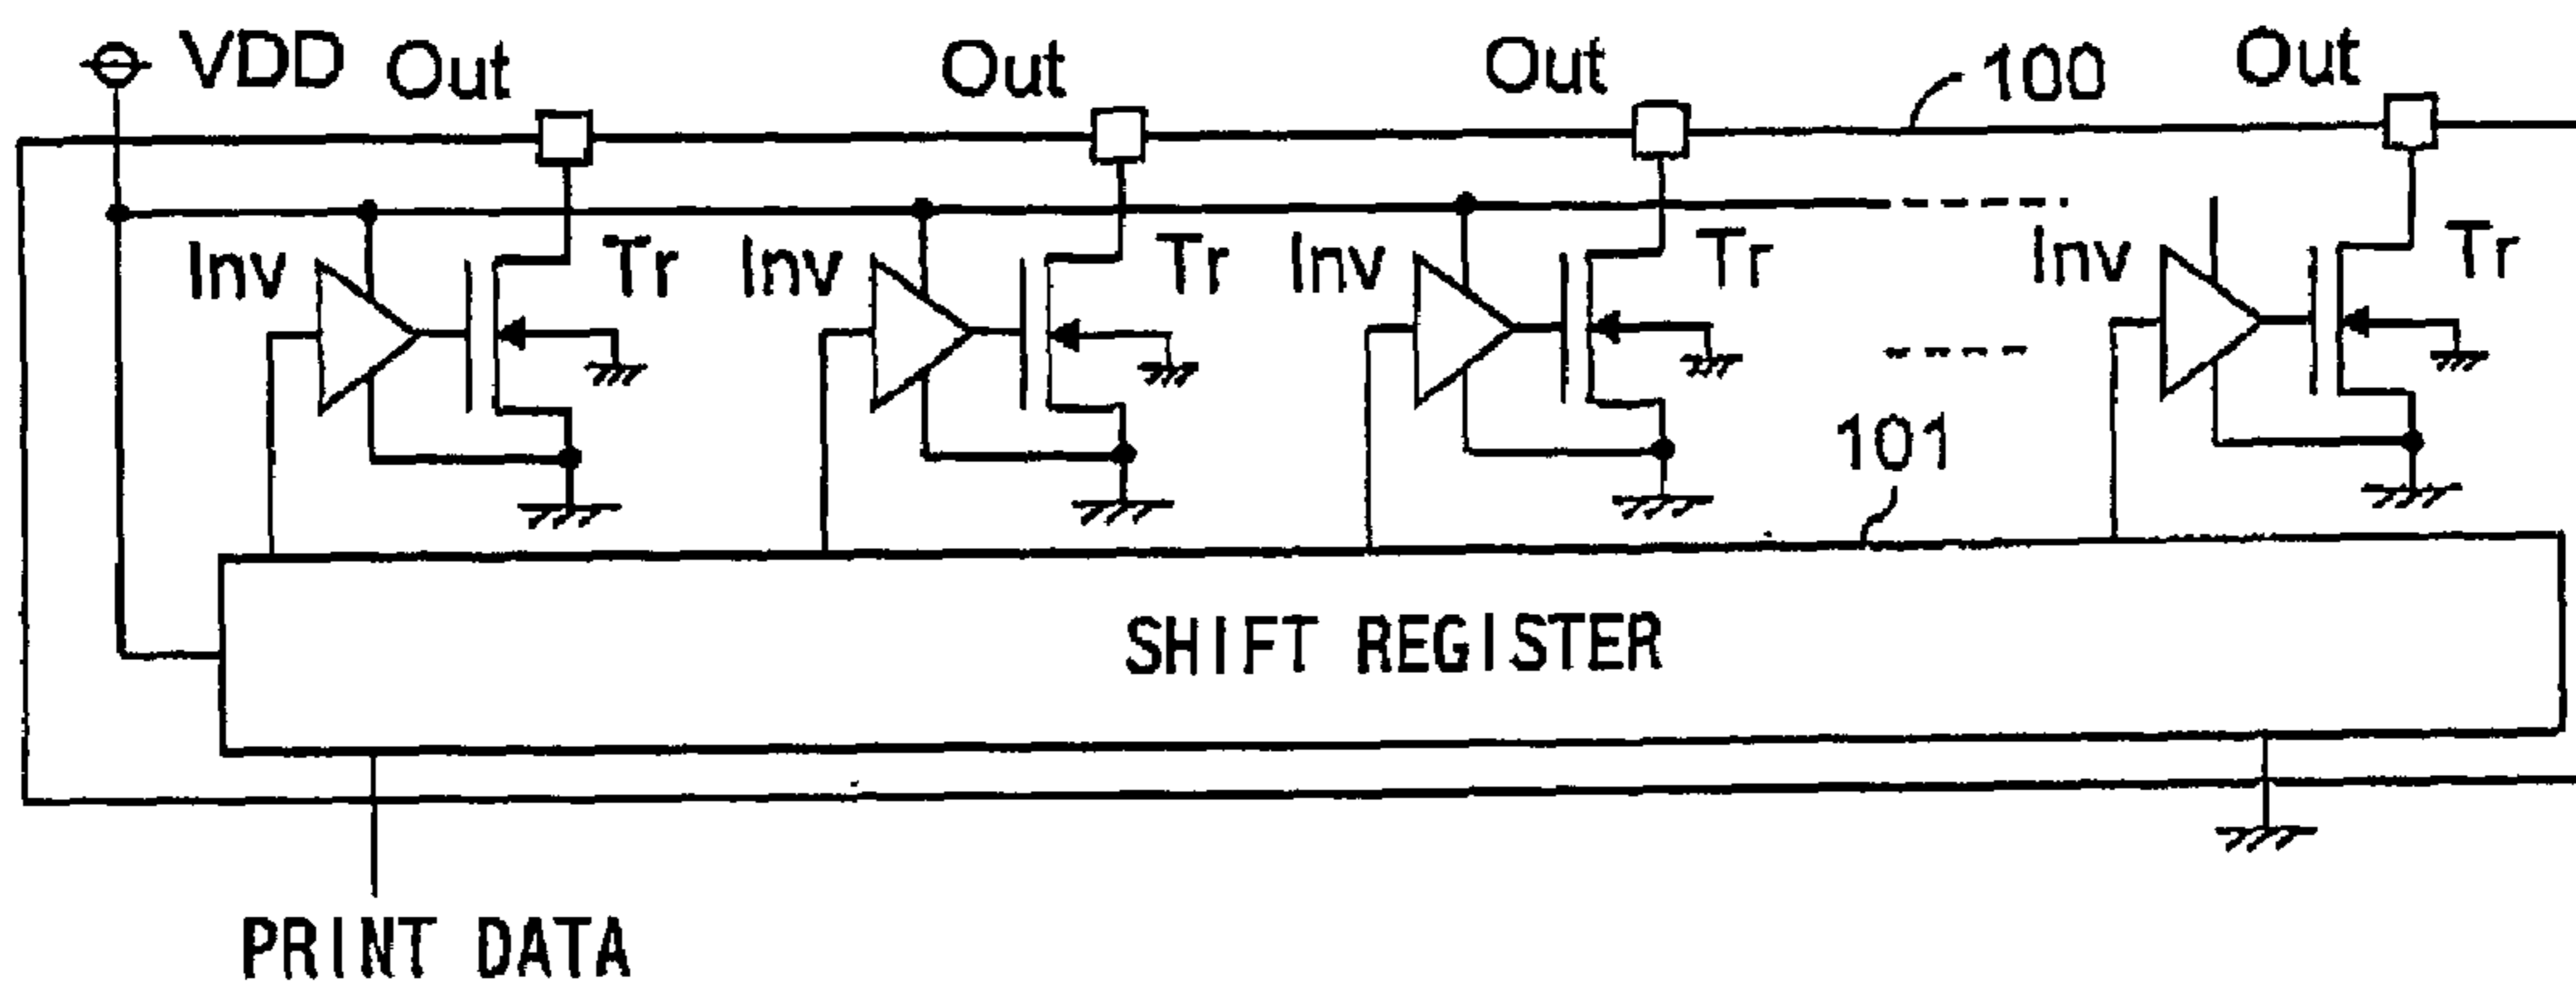 VDD Out Out Out 100 Out
Inv Tr Inv Tr Inv Tr Inv Tr
101
SHIFT REGISTER
PRINT DATA